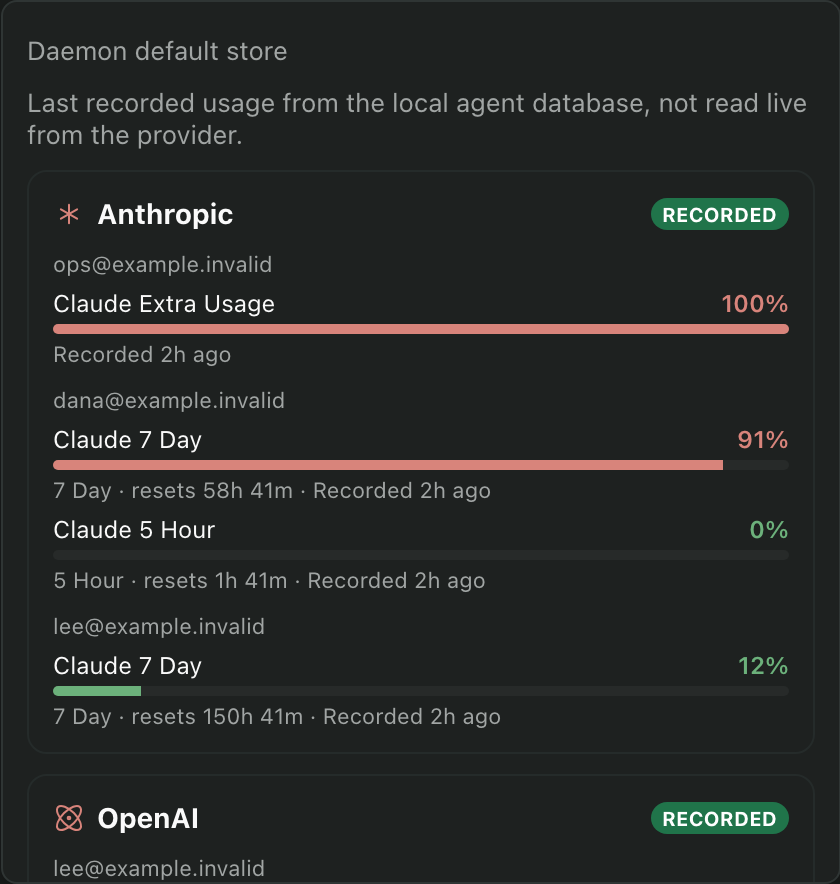 Daemon default store
Last recorded usage from the local agent database, not read live
from the provider.
Anthropic
RECORDED
ops@example.invalid
Claude Extra Usage
100%
Recorded 2h ago
dana@example.invalid
Claude 7 Day
91%
7 Day · resets 58h 41m · Recorded 2h ago
Claude 5 Hour
0%
5 Hour · resets 1h 41m · Recorded 2h ago
lee@example.invalid
Claude 7 Day
12%
7 Day · resets 150h 41m · Recorded 2h ago
OpenAI
RECORDED
lee@example.invalid